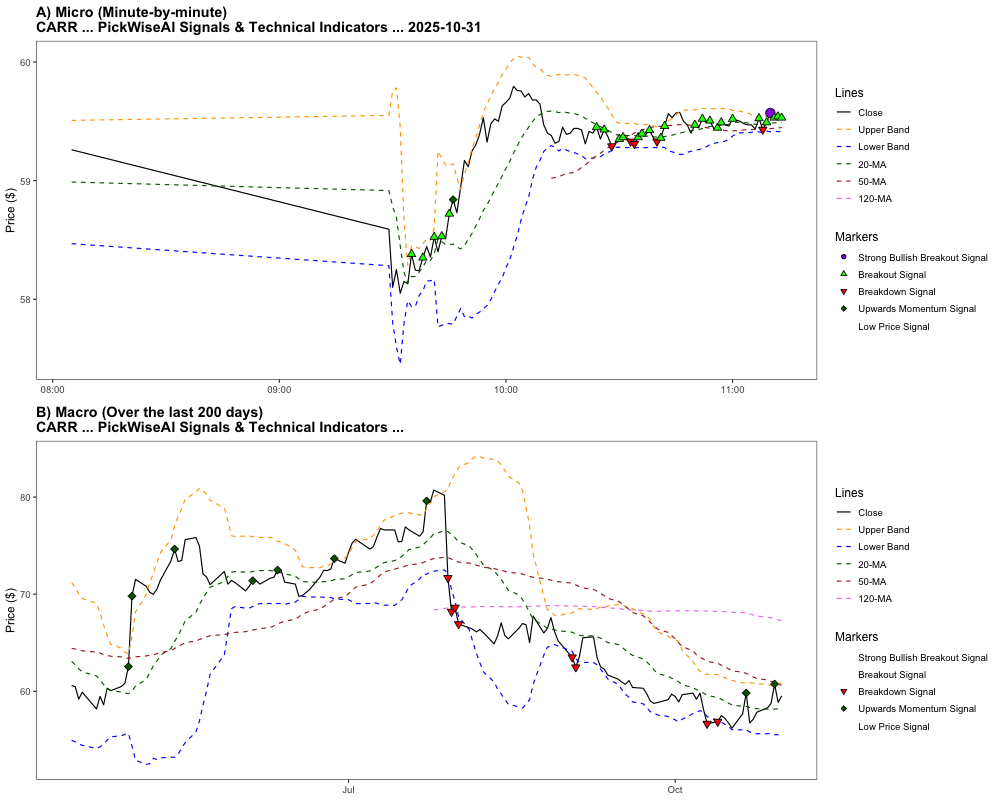 A) Micro (Minute-by-minute)
CARR ... PickWiseAI Signals & Technical Indicators ... 2025-10-31
Price ($)
60
59
58
08:00
09:00
10:00
11:00
Lines
Close
Upper Band
Lower Band
20-MA
50-MA
120-MA
Markers
Strong Bullish Breakout Signal
Breakout Signal
Breakdown Signal
Upwards Momentum Signal
Low Price Signal
B) Macro (Over the last 200 days)
CARR ... PickWiseAI Signals & Technical Indicators ...
Price ($)
80
70
60
Jul
Oct
Lines
Close
Upper Band
Lower Band
20-MA
50-MA
120-MA
Markers
Strong Bullish Breakout Signal
Breakout Signal
Breakdown Signal
Upwards Momentum Signal
Low Price Signal